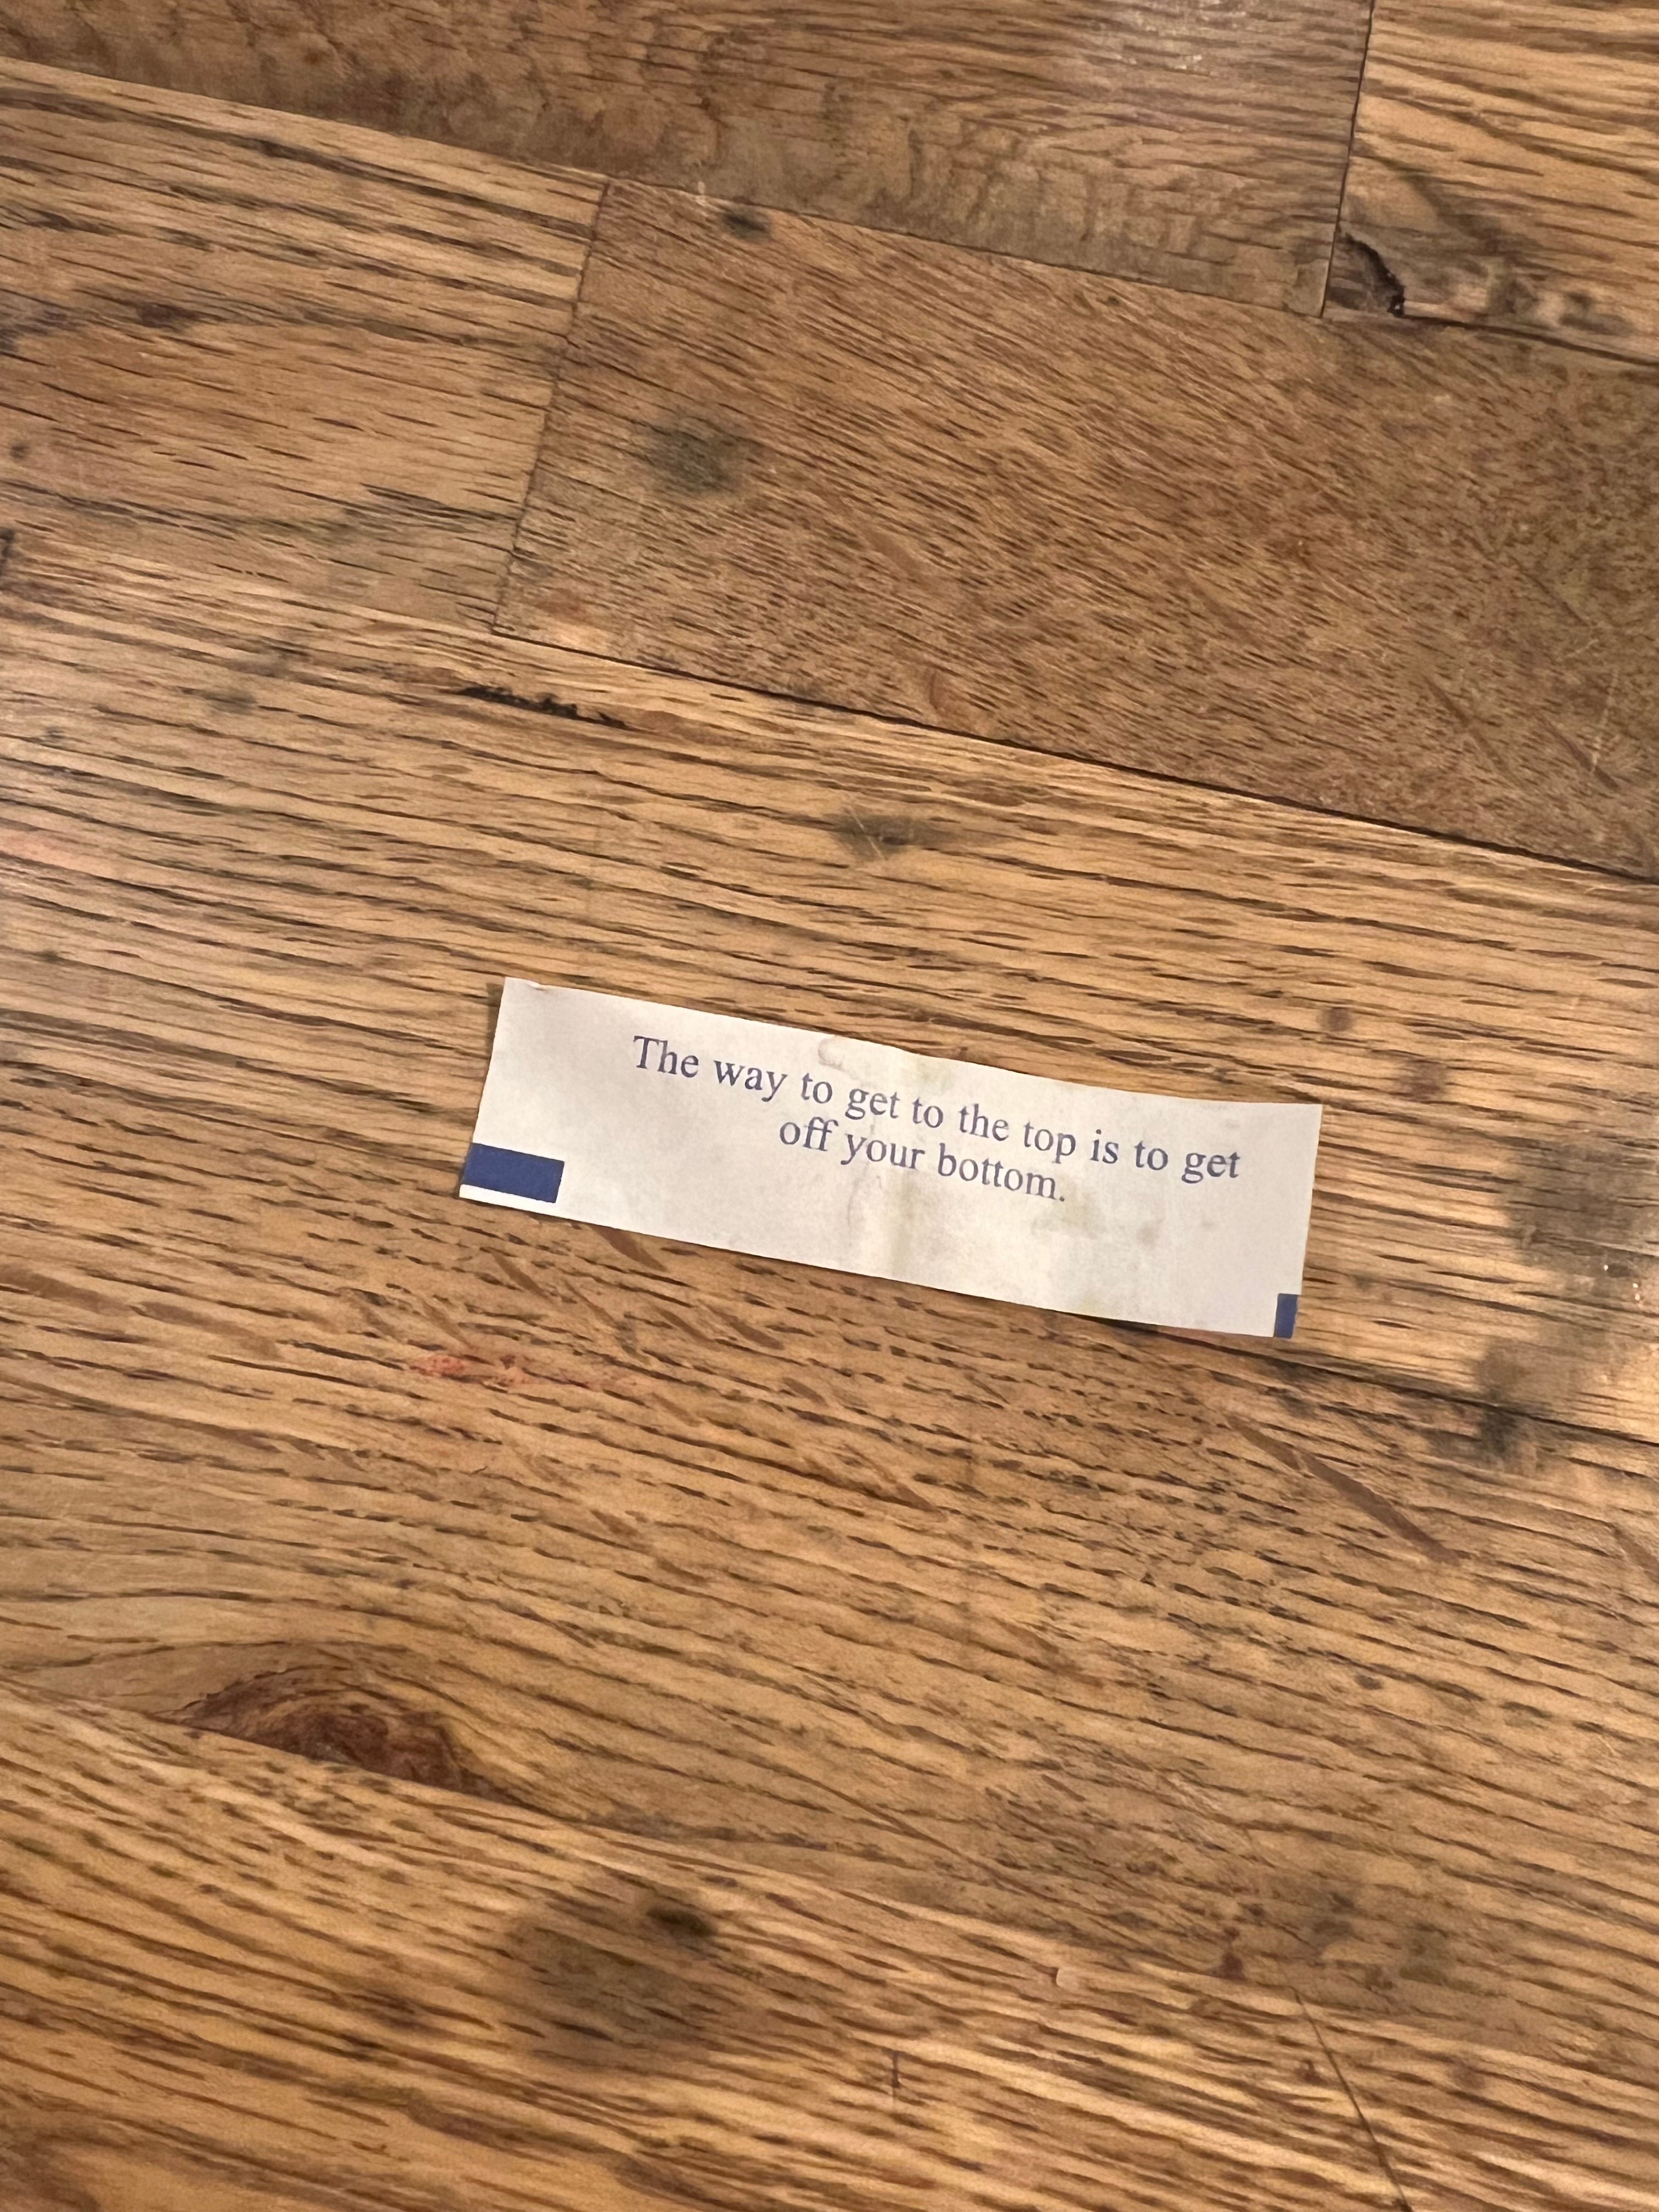 The way to get to the top is to get
off your bottom.